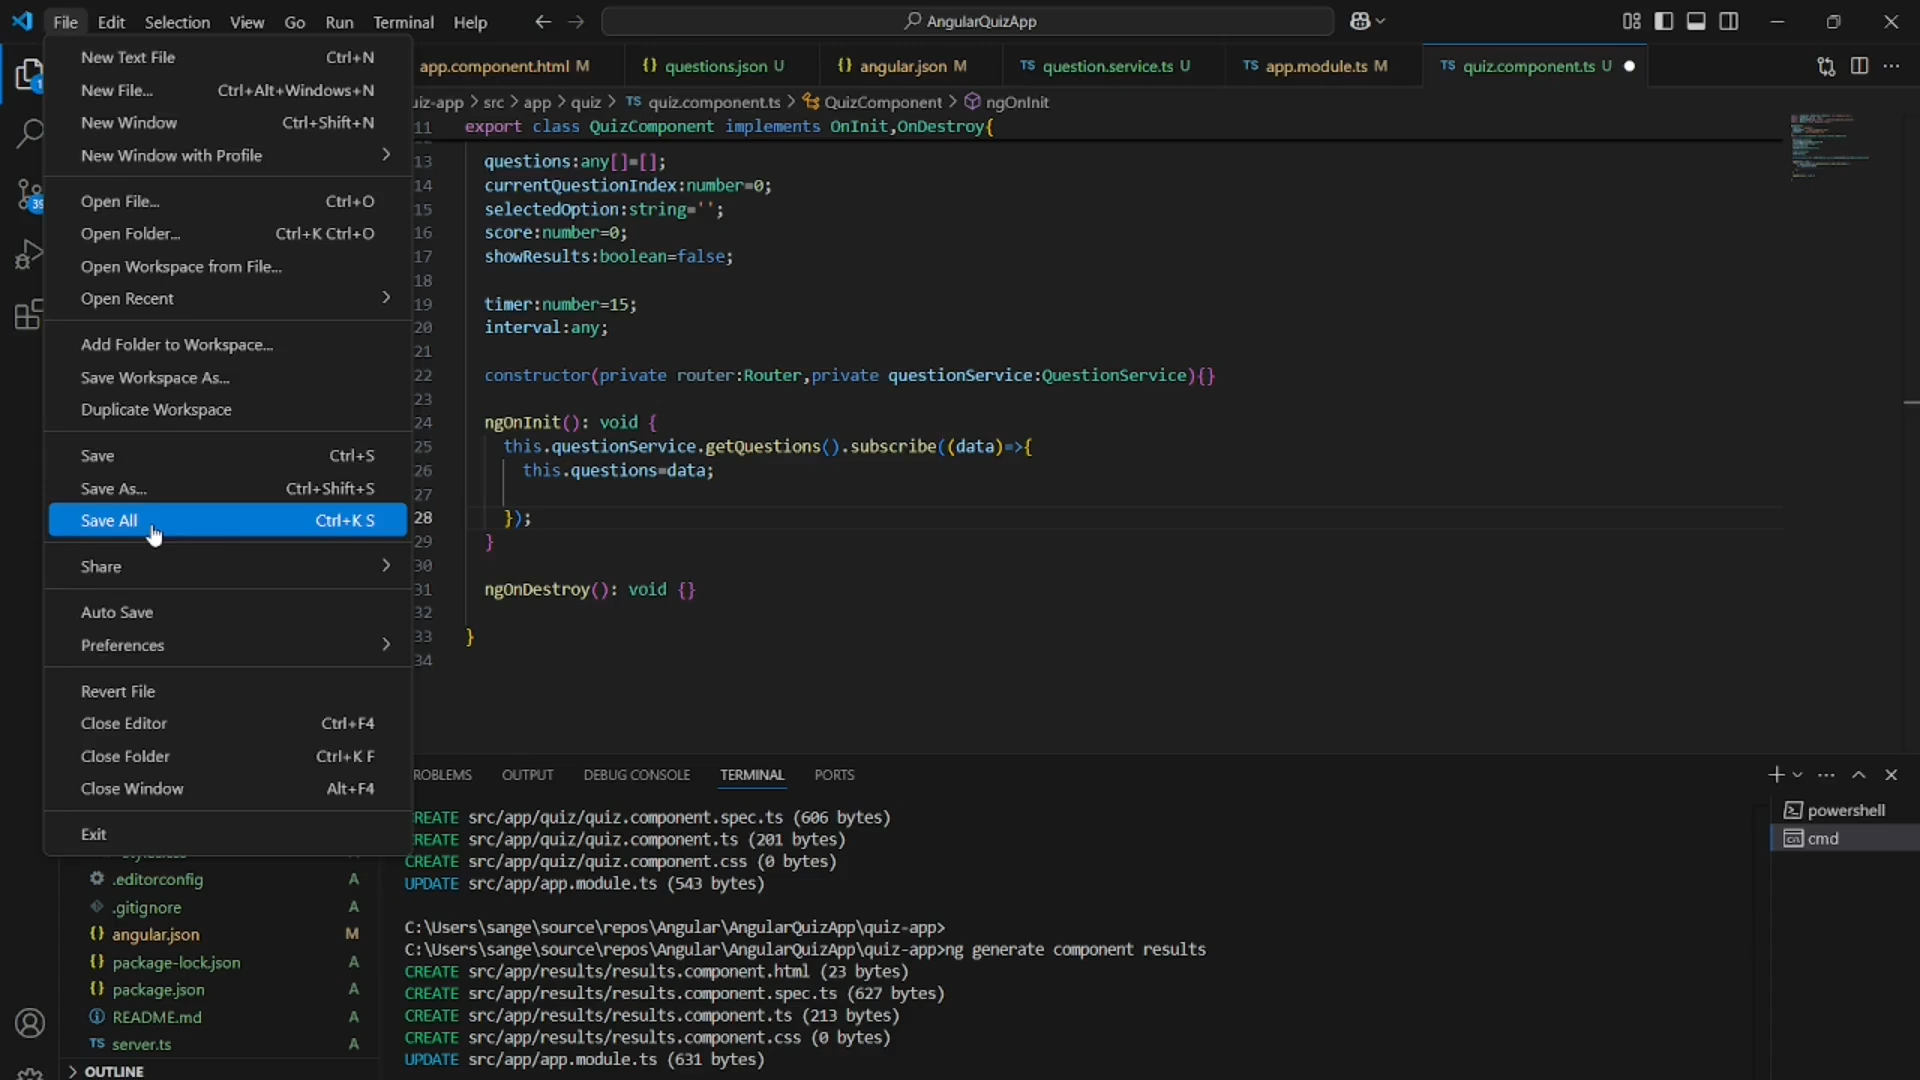 File Edit Selection View Go Run Terminal Help
AngularQuizApp
New Text File Ctrl+N
New File... Ctrl+Alt+Windows+N
New Window Ctrl+Shift+N
New Window with Profile
Open File... Ctrl+O
Open Folder... Ctrl+K Ctrl+O
Open Workspace from File...
Open Recent
Add Folder to Workspace...
Save Workspace As...
Duplicate Workspace
Save Ctrl+S
Save As... Ctrl+Shift+S
Save All Ctrl+K S
Share
Auto Save
Preferences
Revert File
Close Editor Ctrl+F4
Close Folder Ctrl+K F
Close Window Alt+F4
Exit
1
39
app.component.html M {} questions.json U {} angular.json M TS question.service.ts U TS app.module.ts M TS quiz.component.ts U
uiz-app > src > app > quiz > TS quiz.component.ts > QuizComponent > ngOnInit
11 export class QuizComponent implements OnInit,OnDestroy{
13 questions:any[]=[];
14 currentQuestionIndex:number=0;
15 selectedOption:string='';
16 score:number=0;
17 showResults:boolean=false;
18
19 timer:number=15;
20 interval:any;
21
22 constructor(private router:Router,private questionService:QuestionService){}
23
24 ngOnInit(): void {
25 this.questionService.getQuestions().subscribe((data)=>{
26 this.questions=data;
27
28 });
29 }
30
31 ngOnDestroy(): void {}
32
33 }
34
ROBLEMS OUTPUT DEBUG CONSOLE TERMINAL PORTS
powershell
cmd
REATE src/app/quiz/quiz.component.spec.ts (606 bytes)
REATE src/app/quiz/quiz.component.ts (201 bytes)
CREATE src/app/quiz/quiz.component.css (0 bytes)
UPDATE src/app/app.module.ts (543 bytes)
C:\Users\sange\source\repos\Angular\AngularQuizApp\quiz-app>
C:\Users\sange\source\repos\Angular\AngularQuizApp\quiz-app>ng generate component results
CREATE src/app/results/results.component.html (23 bytes)
CREATE src/app/results/results.component.spec.ts (627 bytes)
CREATE src/app/results/results.component.ts (213 bytes)
CREATE src/app/results/results.component.css (0 bytes)
UPDATE src/app/app.module.ts (631 bytes)
.editorconfig A
.gitignore A
{} angular.json M
{} package-lock.json A
{} package.json A
README.md A
TS server.ts A
OUTLINE